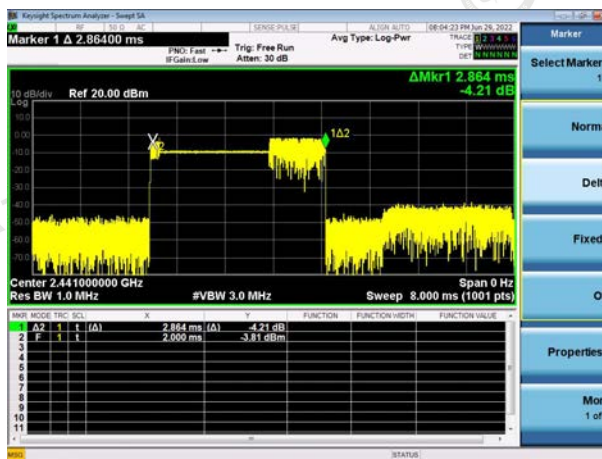 Keysight Spectrum Analyzer - Swept SA
RF 50 Ω AC SENSE:PULSE ALIGN AUTO 08:04:23 PM Jun 29, 2022
Marker 1 Δ 2.86400 ms
PNO: Fast
IFGain:Low
Trig: Free Run
Atten: 30 dB
Avg Type: Log-Pwr
TRACE 1 2 3 4 5 6
TYPE WWWWWW
DET N N N N N N
Marker
Select Marker
1
Norm
Delt
Fixed
O
Properties
Mor
1 of
ΔMkr1 2.864 ms
-4.21 dB
10 dB/div Ref 20.00 dBm
Log
10.0
0.00
-10.0
-20.0
-30.0
-40.0
-50.0
-60.0
-70.0
1Δ2
Center 2.441000000 GHz Span 0 Hz
Res BW 1.0 MHz #VBW 3.0 MHz Sweep 8.000 ms (1001 pts)
MKR MODE TRC SCL X Y FUNCTION FUNCTION WIDTH FUNCTION VALUE
1 Δ2 1 t (Δ) 2.864 ms (Δ) -4.21 dB
2 F 1 t 2.000 ms -3.81 dBm
3
4
5
6
7
8
9
10
11
MSG STATUS